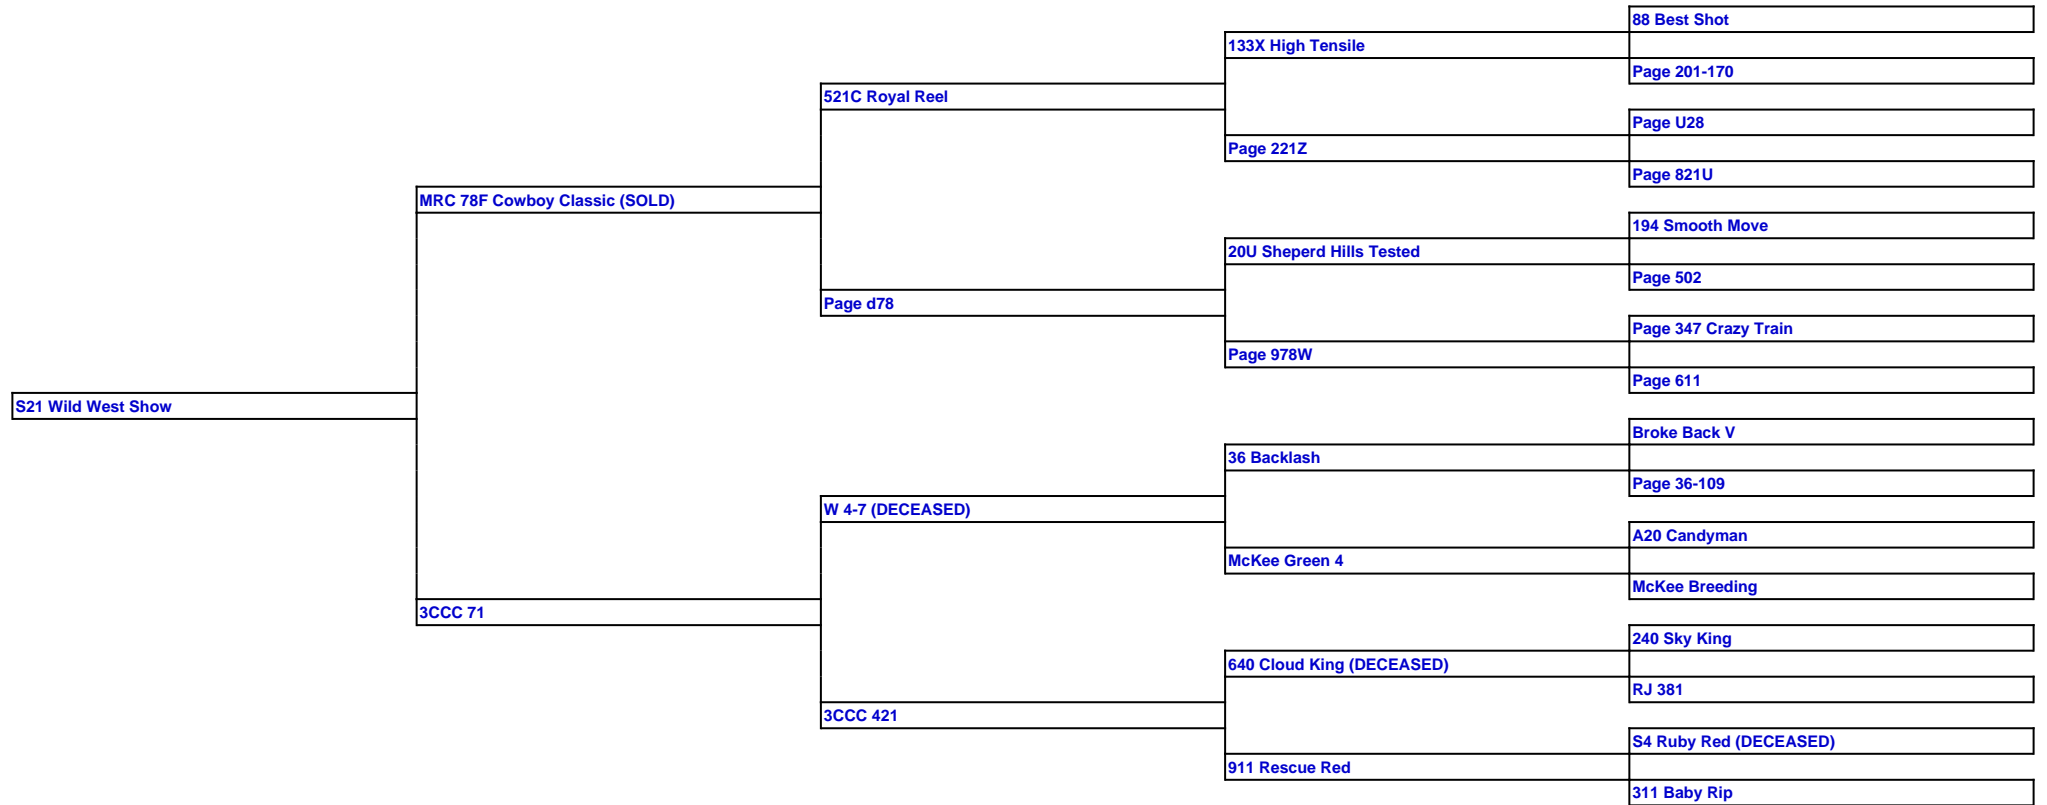 88 Best Shot
133X High Tensile
Page 201-170
521C Royal Reel
Page U28
Page 221Z
Page 821U
MRC 78F Cowboy Classic (SOLD)
194 Smooth Move
20U Sheperd Hills Tested
Page 502
Page d78
Page 347 Crazy Train
Page 978W
Page 611
S21 Wild West Show
Broke Back V
36 Backlash
Page 36-109
W 4-7 (DECEASED)
A20 Candyman
McKee Green 4
McKee Breeding
3CCC 71
240 Sky King
640 Cloud King (DECEASED)
RJ 381
3CCC 421
S4 Ruby Red (DECEASED)
911 Rescue Red
311 Baby Rip